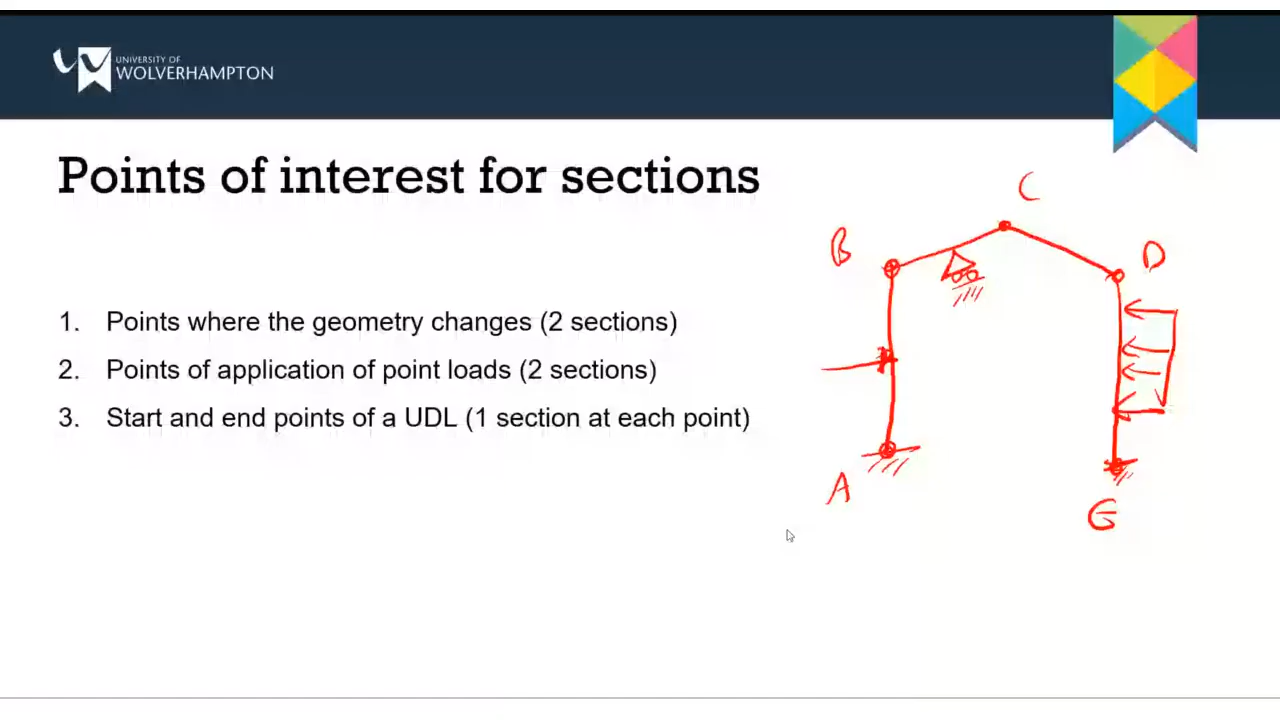 UNIVERSITY OF
WOLVERHAMPTON
Points of interest for sections
1. Points where the geometry changes (2 sections)
2. Points of application of point loads (2 sections)
3. Start and end points of a UDL (1 section at each point)
C
B
D
A